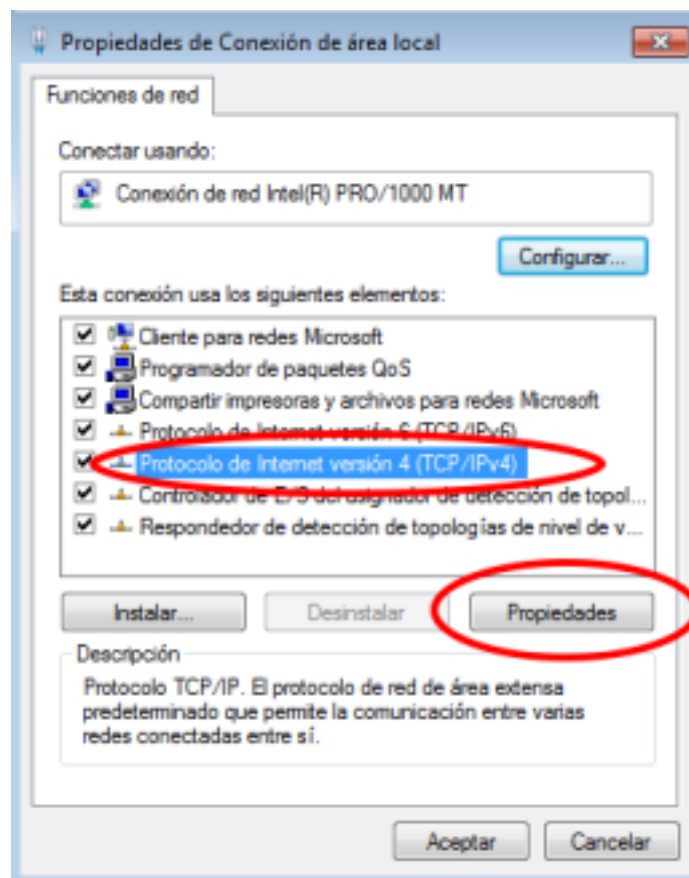 Propiedades de Conexión de área local
Funciones de red
Conectar usando:
Conexión de red Intel(R) PRO/1000 MT
Configurar...
Esta conexión usa los siguientes elementos:
Cliente para redes Microsoft
Programador de paquetes QoS
Compartir impresoras y archivos para redes Microsoft
Protocolo de Internet versión 6 (TCP/IPv6)
Protocolo de Internet versión 4 (TCP/IPv4)
Controlador de E/S del asignador de detección de topol...
Respondedor de detección de topologías de nivel de v...
Instalar...
Desinstalar
Propiedades
Descripción
Protocolo TCP/IP. El protocolo de red de área extensa
predeterminado que permite la comunicación entre varias
redes conectadas entre sí.
Aceptar
Cancelar